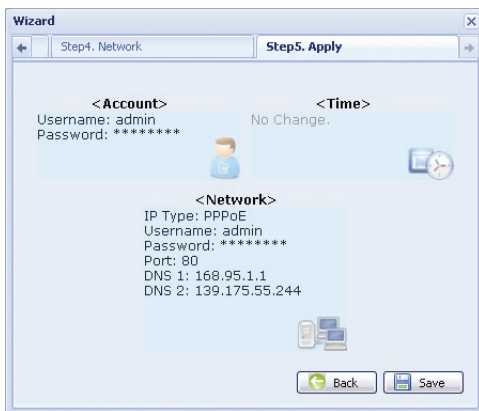 Wizard
Step4. Network
Step5. Apply
<Account>
Username: admin
Password: ********
<Time>
No Change.
<Network>
IP Type: PPPoE
Username: admin
Password: ********
Port: 80
DNS 1: 168.95.1.1
DNS 2: 139.175.55.244
Back
Save